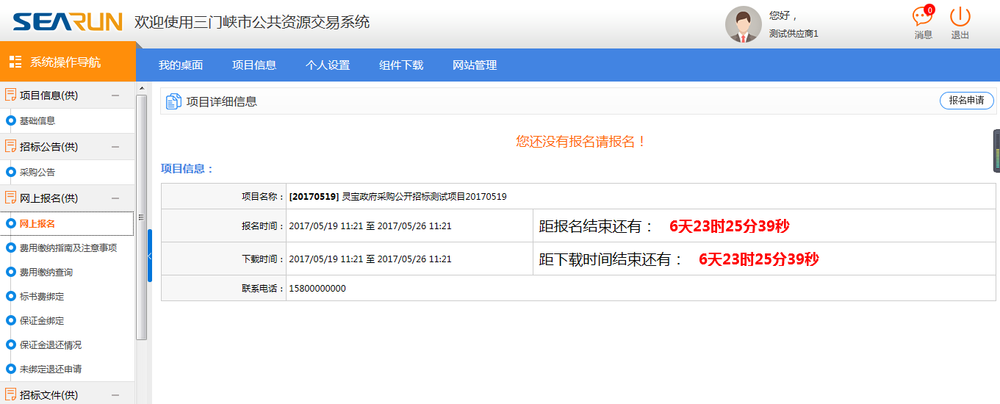 SEARUN 欢迎使用三门峡市公共资源交易系统
您好，
测试供应商1
0
消息
退出
系统操作导航
我的桌面 项目信息 个人设置 组件下载 网站管理
项目信息(供)
基础信息
招标公告(供)
采购公告
网上报名(供)
网上报名
费用缴纳指南及注意事项
费用缴纳查询
标书费绑定
保证金绑定
保证金退还情况
未绑定退还申请
招标文件(供)
项目详细信息
报名申请
您还没有报名请报名！
项目信息：
项目名称： [20170519] 灵宝政府采购公开招标测试项目20170519
报名时间： 2017/05/19 11:21 至 2017/05/26 11:21 距报名结束还有： 6天23时25分39秒
下载时间： 2017/05/19 11:21 至 2017/05/26 11:21 距下载时间结束还有： 6天23时25分39秒
联系电话： 15800000000